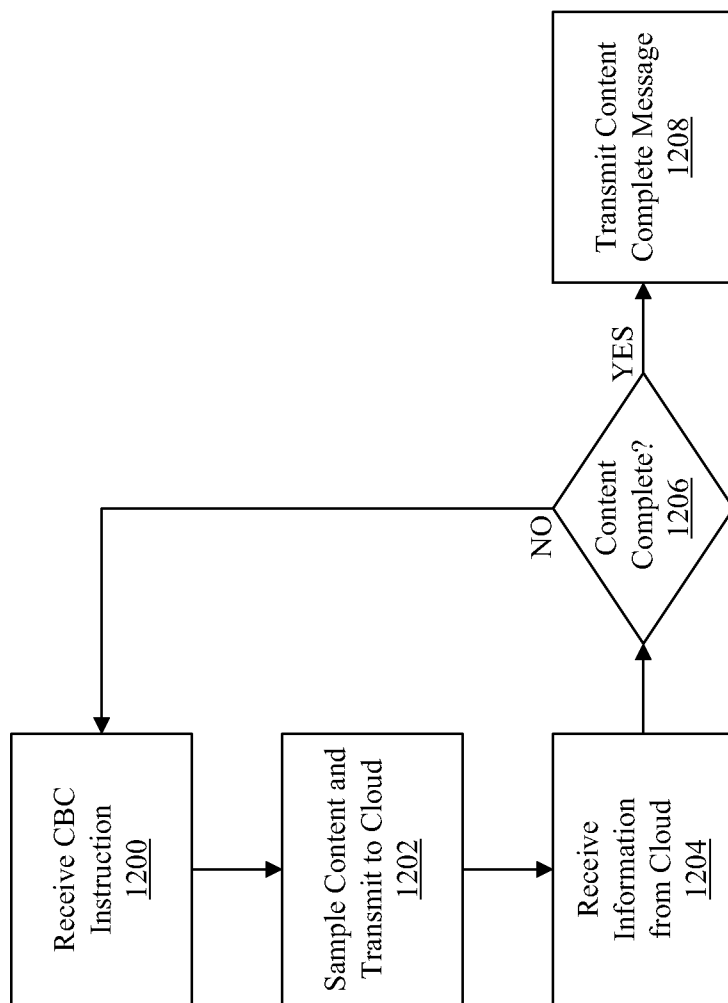 Receive CBC
Instruction
1200
Sample Content and
Transmit to Cloud
1202
Receive
Information
from Cloud
1204
Content
Complete?
1206
NO
YES
Transmit Content
Complete Message
1208